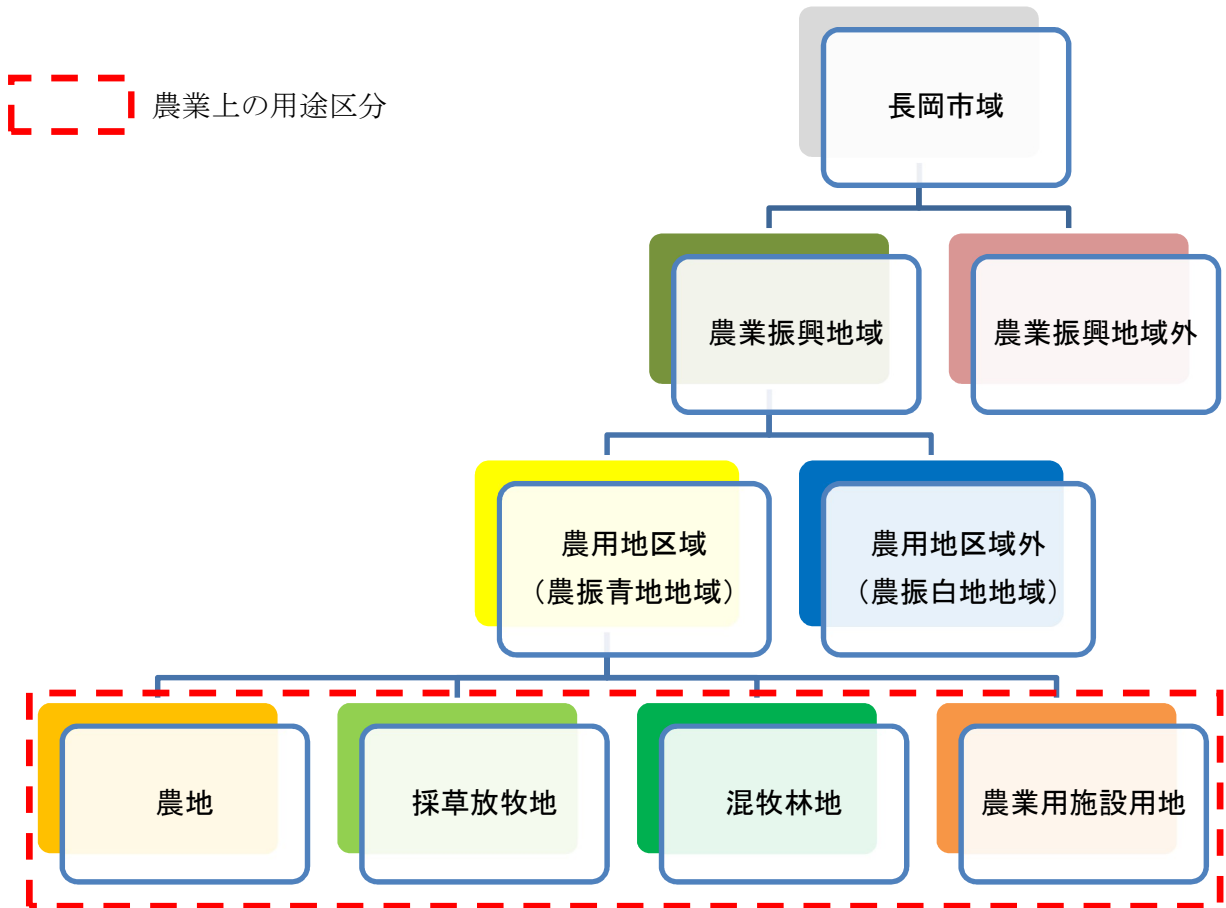 農業上の用途区分
長岡市域
農業振興地域
農業振興地域外
農用地区域
（農振青地地域）
農用地区域外
（農振白地地域）
農地
採草放牧地
混牧林地
農業用施設用地